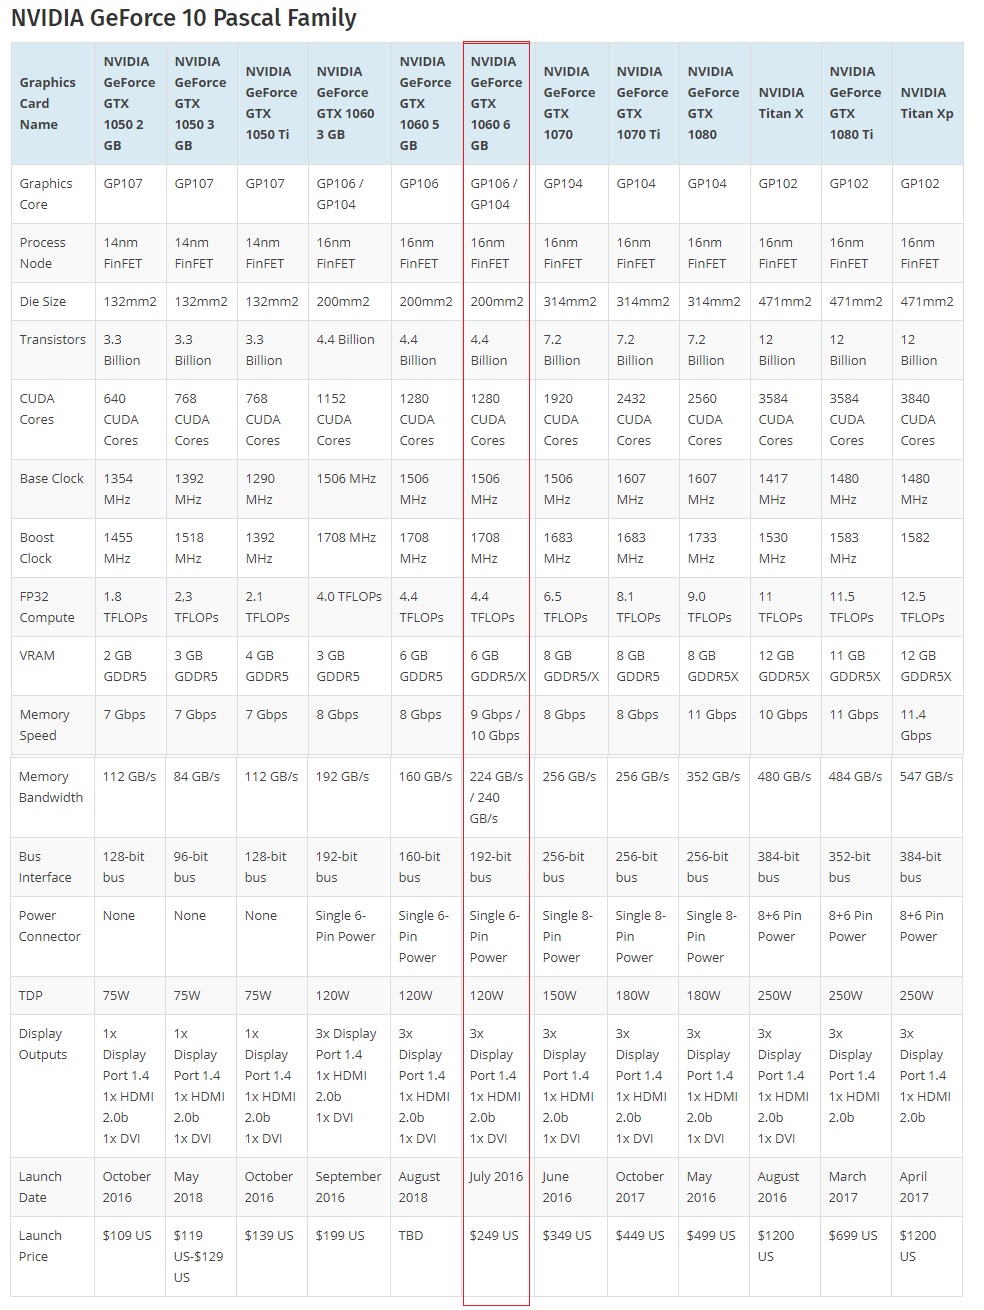 NVIDIA GeForce 10 Pascal Family
Graphics Card Name NVIDIA GeForce GTX 1050 2 GB NVIDIA GeForce GTX 1050 3 GB NVIDIA GeForce GTX 1050 Ti NVIDIA GeForce GTX 1060 3 GB NVIDIA GeForce GTX 1060 5 GB NVIDIA GeForce GTX 1060 6 GB NVIDIA GeForce GTX 1070 NVIDIA GeForce GTX 1070 Ti NVIDIA GeForce GTX 1080 NVIDIA Titan X NVIDIA GeForce GTX 1080 Ti NVIDIA Titan Xp
Graphics Core GP107 GP107 GP107 GP106 / GP104 GP106 GP106 / GP104 GP104 GP104 GP104 GP102 GP102 GP102
Process Node 14nm FinFET 14nm FinFET 14nm FinFET 16nm FinFET 16nm FinFET 16nm FinFET 16nm FinFET 16nm FinFET 16nm FinFET 16nm FinFET 16nm FinFET 16nm FinFET
Die Size 132mm2 132mm2 132mm2 200mm2 200mm2 200mm2 314mm2 314mm2 314mm2 471mm2 471mm2 471mm2
Transistors 3.3 Billion 3.3 Billion 3.3 Billion 4.4 Billion 4.4 Billion 4.4 Billion 7.2 Billion 7.2 Billion 7.2 Billion 12 Billion 12 Billion 12 Billion
CUDA Cores 640 CUDA Cores 768 CUDA Cores 768 CUDA Cores 1152 CUDA Cores 1280 CUDA Cores 1280 CUDA Cores 1920 CUDA Cores 2432 CUDA Cores 2560 CUDA Cores 3584 CUDA Cores 3584 CUDA Cores 3840 CUDA Cores
Base Clock 1354 MHz 1392 MHz 1290 MHz 1506 MHz 1506 MHz 1506 MHz 1506 MHz 1607 MHz 1607 MHz 1417 MHz 1480 MHz 1480 MHz
Boost Clock 1455 MHz 1518 MHz 1392 MHz 1708 MHz 1708 MHz 1708 MHz 1683 MHz 1683 MHz 1733 MHz 1530 MHz 1583 MHz 1582
FP32 Compute 1.8 TFLOPs 2,3 TFLOPs 2.1 TFLOPs 4.0 TFLOPs 4.4 TFLOPs 4.4 TFLOPs 6.5 TFLOPs 8.1 TFLOPs 9.0 TFLOPs 11 TFLOPs 11.5 TFLOPs 12.5 TFLOPs
VRAM 2 GB GDDR5 3 GB GDDR5 4 GB GDDR5 3 GB GDDR5 6 GB GDDR5 6 GB GDDR5/X 8 GB GDDR5/X 8 GB GDDR5 8 GB GDDR5X 12 GB GDDR5X 11 GB GDDR5X 12 GB GDDR5X
Memory Speed 7 Gbps 7 Gbps 7 Gbps 8 Gbps 8 Gbps 9 Gbps / 10 Gbps 8 Gbps 8 Gbps 11 Gbps 10 Gbps 11 Gbps 11.4 Gbps
Memory Bandwidth 112 GB/s 84 GB/s 112 GB/s 192 GB/s 160 GB/s 224 GB/s / 240 GB/s 256 GB/s 256 GB/s 352 GB/s 480 GB/s 484 GB/s 547 GB/s
Bus Interface 128-bit bus 96-bit bus 128-bit bus 192-bit bus 160-bit bus 192-bit bus 256-bit bus 256-bit bus 256-bit bus 384-bit bus 352-bit bus 384-bit bus
Power Connector None None None Single 6-Pin Power Single 6-Pin Power Single 6-Pin Power Single 8-Pin Power Single 8-Pin Power Single 8-Pin Power 8+6 Pin Power 8+6 Pin Power 8+6 Pin Power
TDP 75W 75W 75W 120W 120W 120W 150W 180W 180W 250W 250W 250W
Display Outputs 1x Display Port 1.4 1x HDMI 2.0b 1x DVI 1x Display Port 1.4 1x HDMI 2.0b 1x DVI 1x Display Port 1.4 1x HDMI 2.0b 1x DVI 3x Display Port 1.4 1x HDMI 2.0b 1x DVI 3x Display Port 1.4 1x HDMI 2.0b 1x DVI 3x Display Port 1.4 1x HDMI 2.0b 1x DVI 3x Display Port 1.4 1x HDMI 2.0b 1x DVI 3x Display Port 1.4 1x HDMI 2.0b 1x DVI 3x Display Port 1.4 1x HDMI 2.0b 1x DVI 3x Display Port 1.4 1x HDMI 2.0b 1x DVI 3x Display Port 1.4 1x HDMI 2.0b 3x Display Port 1.4 1x HDMI 2.0b
Launch Date October 2016 May 2018 October 2016 September 2016 August 2018 July 2016 June 2016 October 2017 May 2016 August 2016 March 2017 April 2017
Launch Price $109 US $119 US-$129 US $139 US $199 US TBD $249 US $349 US $449 US $499 US $1200 US $699 US $1200 US